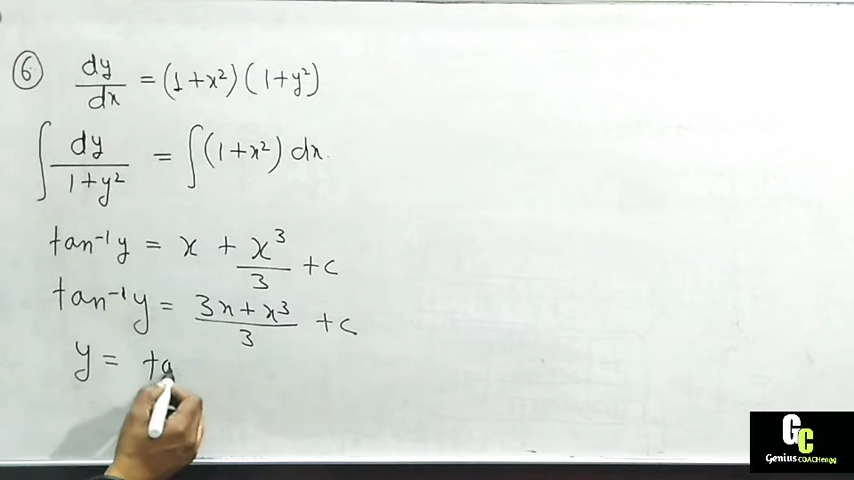 ⑥ dy/dx = (1+x²)(1+y²)
∫ dy/(1+y²) = ∫(1+x²) dx.
tan⁻¹y = x + x³/3 + c
tan⁻¹y = (3x+x³)/3 + c
y = ta
GC
Genius COACHengg